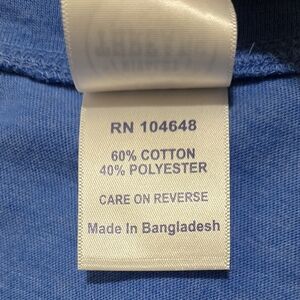 RN 104648
60% COTTON
40% POLYESTER
CARE ON REVERSE
Made In Bangladesh